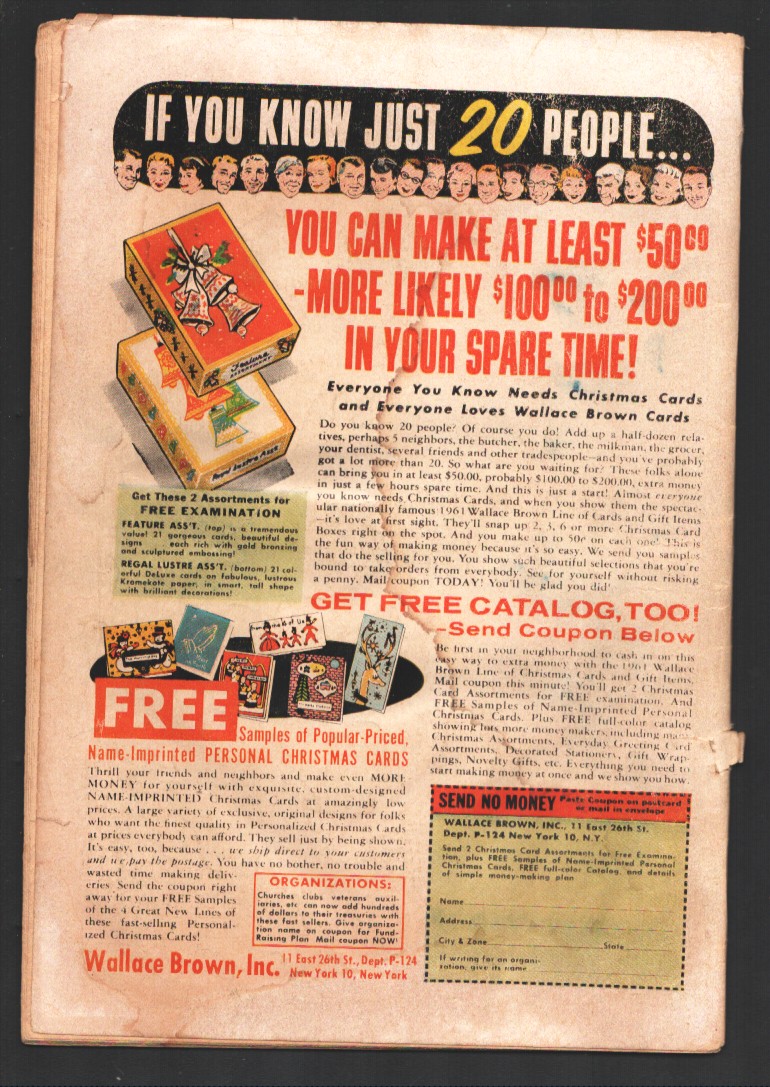 IF YOU KNOW JUST 20 PEOPLE...
YOU CAN MAKE AT LEAST $50.00
-MORE LIKELY $100.00 to $200.00
IN YOUR SPARE TIME!
Everyone You Know Needs Christmas Cards
and Everyone Loves Wallace Brown Cards
Feature
ASSORTMENT
Regal Lustre Ass't
Do you know 20 people? Of course you do! Add up a half-dozen rela-
tives, perhaps 5 neighbors, the butcher, the baker, the milkman, the grocer,
your dentist, several friends and other tradespeople—and you've probably
got a lot more than 20. So what are you waiting for? These folks alone
can bring you in at least $50.00, probably $100.00 to $200.00, extra money
in just a few hours spare time. And this is just a start! Almost everyone
you know needs Christmas Cards, and when you show them the spectac-
ular nationally famous 1961 Wallace Brown Line of Cards and Gift Items
—it's love at first sight. They'll snap up 2, 3, 6 or more Christmas Card
Boxes right on the spot. And you make up to 50¢ on each one! This is
the fun way of making money because it's so easy. We send you samples
that do the selling for you. You show such beautiful selections that you're
bound to take orders from everybody. See for yourself without risking
a penny. Mail coupon TODAY! You'll be glad you did!
Get These 2 Assortments for
FREE EXAMINATION
FEATURE ASS'T. (top) is a tremendous
value! 21 gorgeous cards, beautiful de-
signs . . . each rich with gold bronzing
and sculptured embossing!
REGAL LUSTRE ASS'T. (bottom) 21 col-
orful DeLuxe cards on fabulous, lustrous
Kromekote paper, in smart, tall shape
with brilliant decorations!
GET FREE CATALOG, TOO!
-Send Coupon Below
Be first in your neighborhood to cash in on this
easy way to extra money with the 1961 Wallace
Brown Line of Christmas Cards and Gift Items.
Mail coupon this minute! You'll get 2 Christmas
Card Assortments for FREE examination. And
FREE Samples of Name-Imprinted Personal
Christmas Cards. Plus FREE full-color catalog
showing lots more money makers, including many
Christmas Assortments, Everyday Greeting Card
Assortments, Decorated Stationery, Gift Wrap-
pings, Novelty Gifts, etc. Everything you need to
start making money at once and we show you how.
FREE
Samples of Popular-Priced,
Name-Imprinted PERSONAL CHRISTMAS CARDS
Thrill your friends and neighbors and make even MORE
MONEY for yourself with exquisite, custom-designed
NAME-IMPRINTED Christmas Cards at amazingly low
prices. A large variety of exclusive, original designs for folks
who want the finest quality in Personalized Christmas Cards
at prices everybody can afford. They sell just by being shown.
It's easy, too, because . . . we ship direct to your customers
and we pay the postage. You have no bother, no trouble and
wasted time making deliv-
eries. Send the coupon right
away for your FREE Samples
of the 4 Great New Lines of
these fast-selling Personal-
ized Christmas Cards!
ORGANIZATIONS:
Churches clubs veterans auxil-
iaries, etc can now add hundreds
of dollars to their treasuries with
these fast sellers. Give organiza-
tion name on coupon for Fund-
Raising Plan Mail coupon NOW!
Wallace Brown, Inc. 11 East 26th St., Dept. P-124
New York 10, New York
SEND NO MONEY Paste Coupon on postcard
or mail in envelope
WALLACE BROWN, INC., 11 East 26th St.
Dept. P-124 New York 10, N.Y.
Send 2 Christmas Card Assortments for Free Examina-
tion, plus FREE Samples of Name-Imprinted Personal
Christmas Cards, FREE full-color Catalog, and details
of simple money-making plan
Name
Address
City & Zone State
If writing for an organi-
zation, give its name